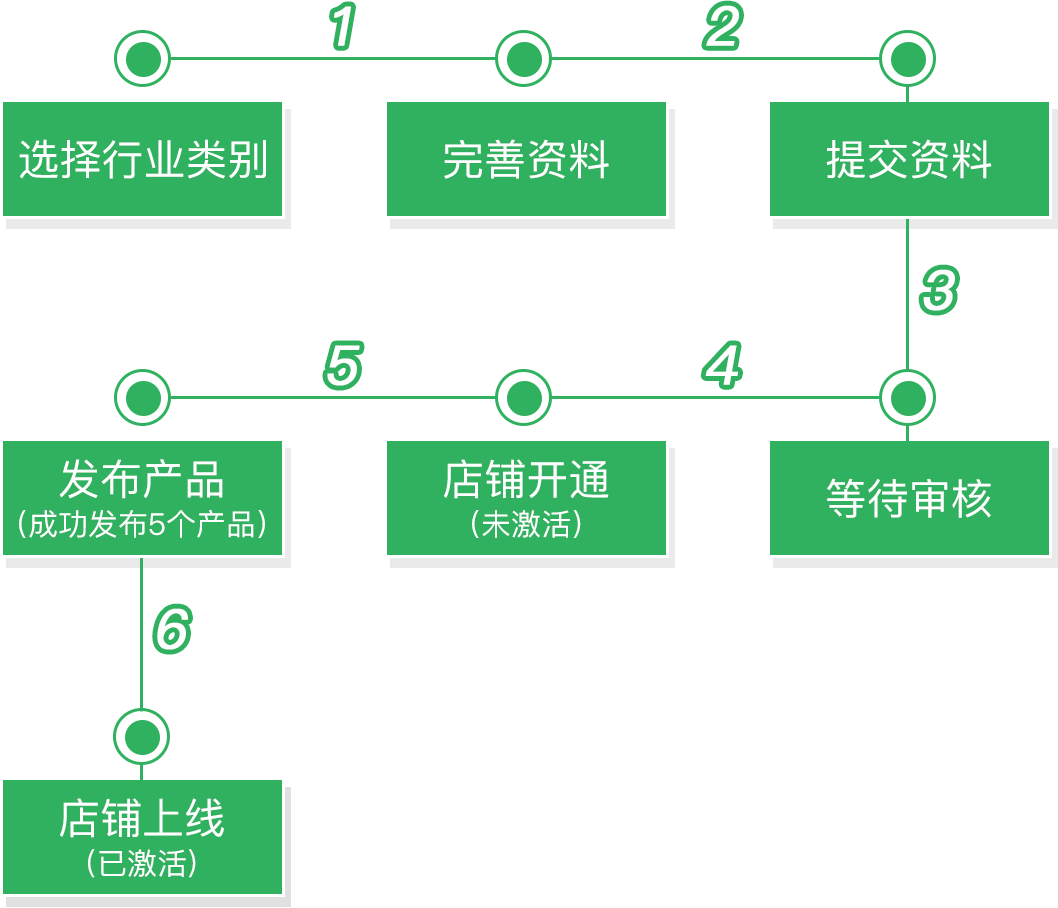 1
2
选择行业类别
完善资料
提交资料
3
5
4
发布产品
(成功发布5个产品)
店铺开通
(未激活)
等待审核
6
店铺上线
(已激活)